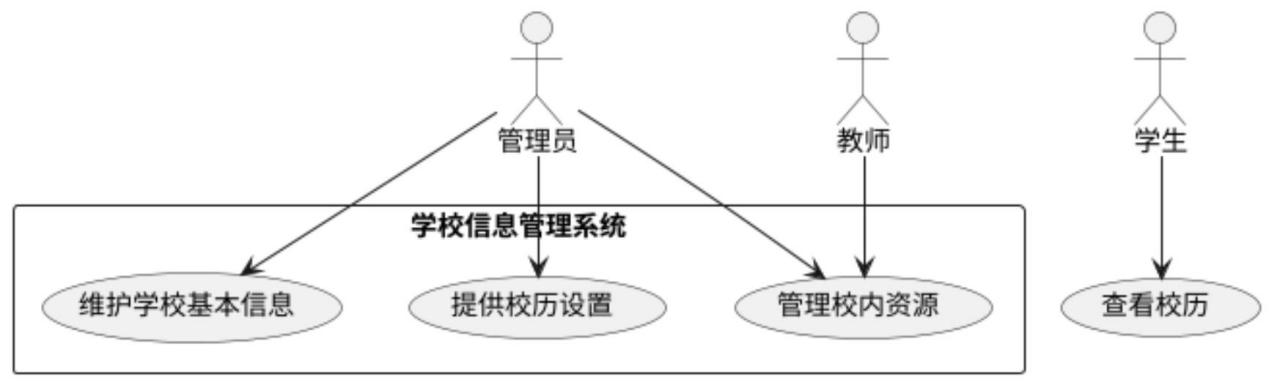 管理员
教师
学生
学校信息管理系统
维护学校基本信息
提供校历设置
管理校内资源
查看校历